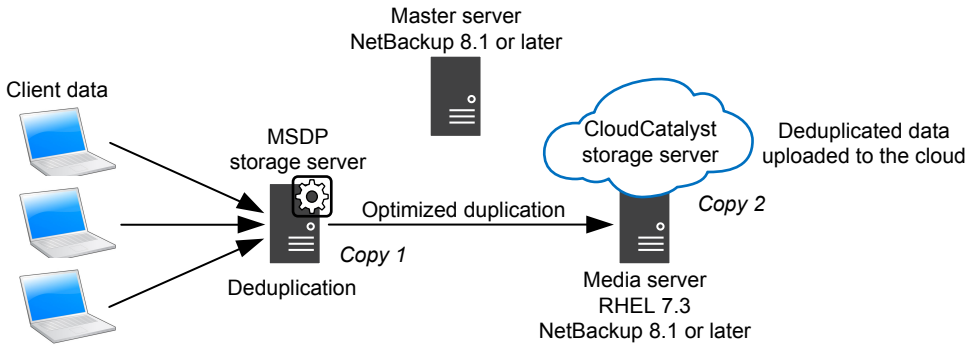 Master server
NetBackup 8.1 or later
Client data
MSDP
storage server
CloudCatalyst
storage server
Deduplicated data
uploaded to the cloud
Optimized duplication
Copy 1
Copy 2
Deduplication
Media server
RHEL 7.3
NetBackup 8.1 or later